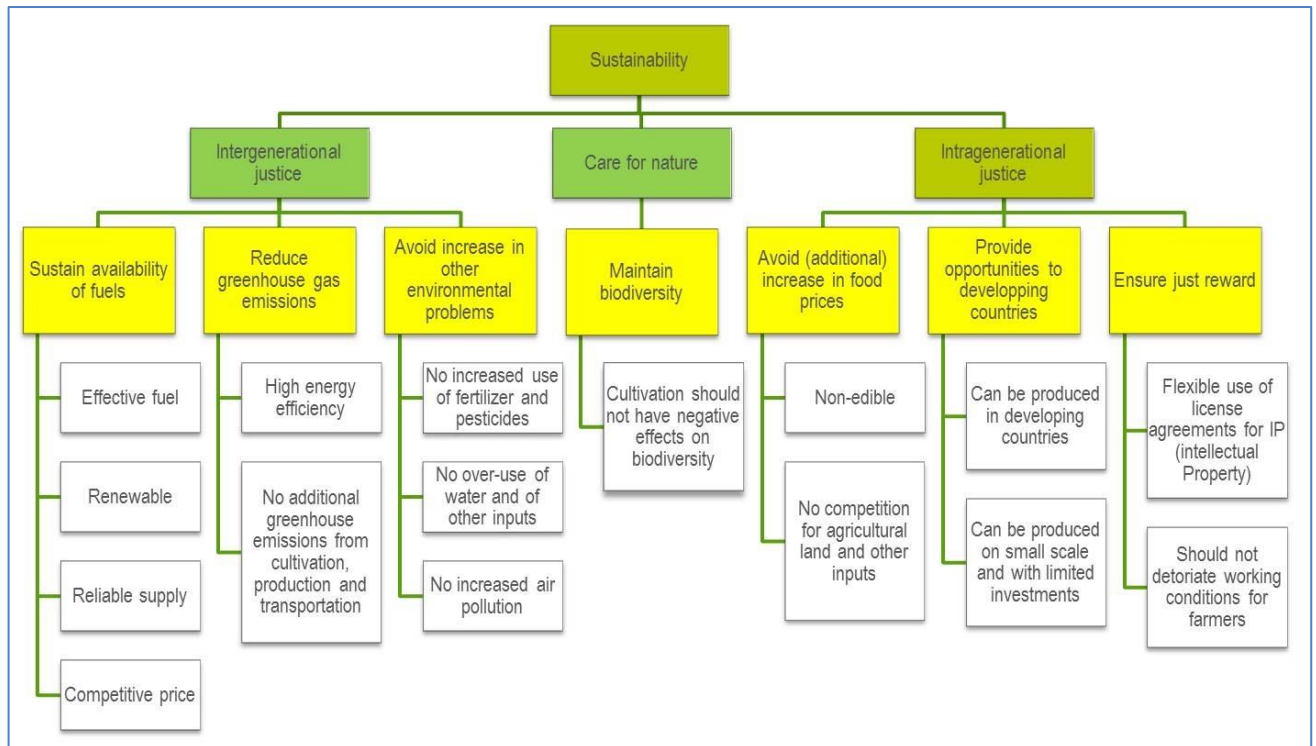 Sustainability
Intergenerational
justice
Care for nature
Intragenerational
justice
Sustain availability
of fuels
Reduce
greenhouse gas
emissions
Avoid increase in
other
environmental
problems
Maintain
biodiversity
Avoid (additional)
increase in food
prices
Provide
opportunities to
developping
countries
Ensure just reward
Effective fuel
Renewable
Reliable supply
Competitive price
High energy
efficiency
No additional
greenhouse
emissions from
cultivation,
production and
transportation
No increased use
of fertilizer and
pesticides
No over-use of
water and of
other inputs
No increased air
pollution
Cultivation should
not have negative
effects on
biodiversity
Non-edible
No competition
for agricultural
land and other
inputs
Can be produced
in developing
countries
Can be produced
on small scale
and with limited
investments
Flexible use of
license
agreements for IP
(intellectual
Property)
Should not
detoriate working
conditions for
farmers